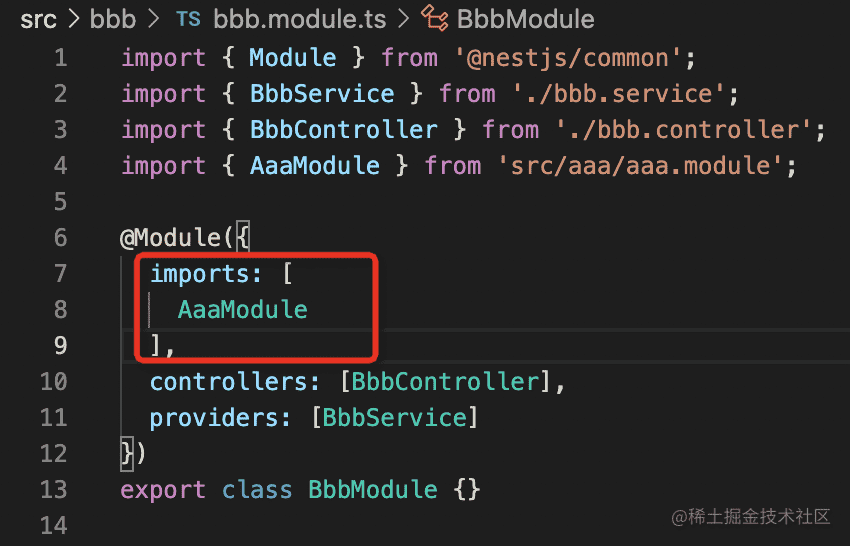 src > bbb > TS bbb.module.ts > BbbModule
1 import { Module } from '@nestjs/common';
2 import { BbbService } from './bbb.service';
3 import { BbbController } from './bbb.controller';
4 import { AaaModule } from 'src/aaa/aaa.module';
5
6 @Module({
7 imports: [
8 AaaModule
9 ],
10 controllers: [BbbController],
11 providers: [BbbService]
12 })
13 export class BbbModule {}
14
@稀土掘金技术社区